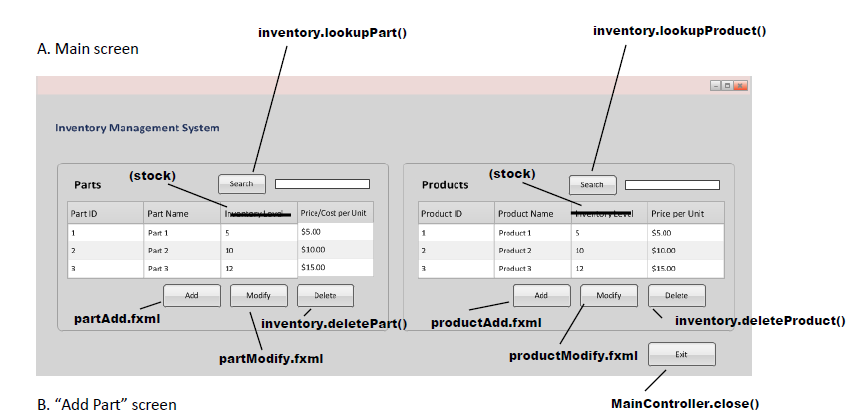 inventory.lookupPart() inventory.lookupProduct()
A. Main screen
Inventory Management System
(stock) Search (stock) Search
Parts Products
Part ID Part Name Inventory Level Price/Cost per Unit Product ID Product Name Inventory Level Price per Unit
1 Part 1 5 $5.00 1 Product 1 5 $5.00
2 Part 2 10 $10.00 2 Product 2 10 $10.00
3 Part 3 12 $15.00 3 Product 3 12 $15.00
Add Modify Delete Add Modify Delete
partAdd.fxml inventory.deletePart() productAdd.fxml inventory.deleteProduct()
partModify.fxml productModify.fxml Exit
B. “Add Part” screen MainController.close()